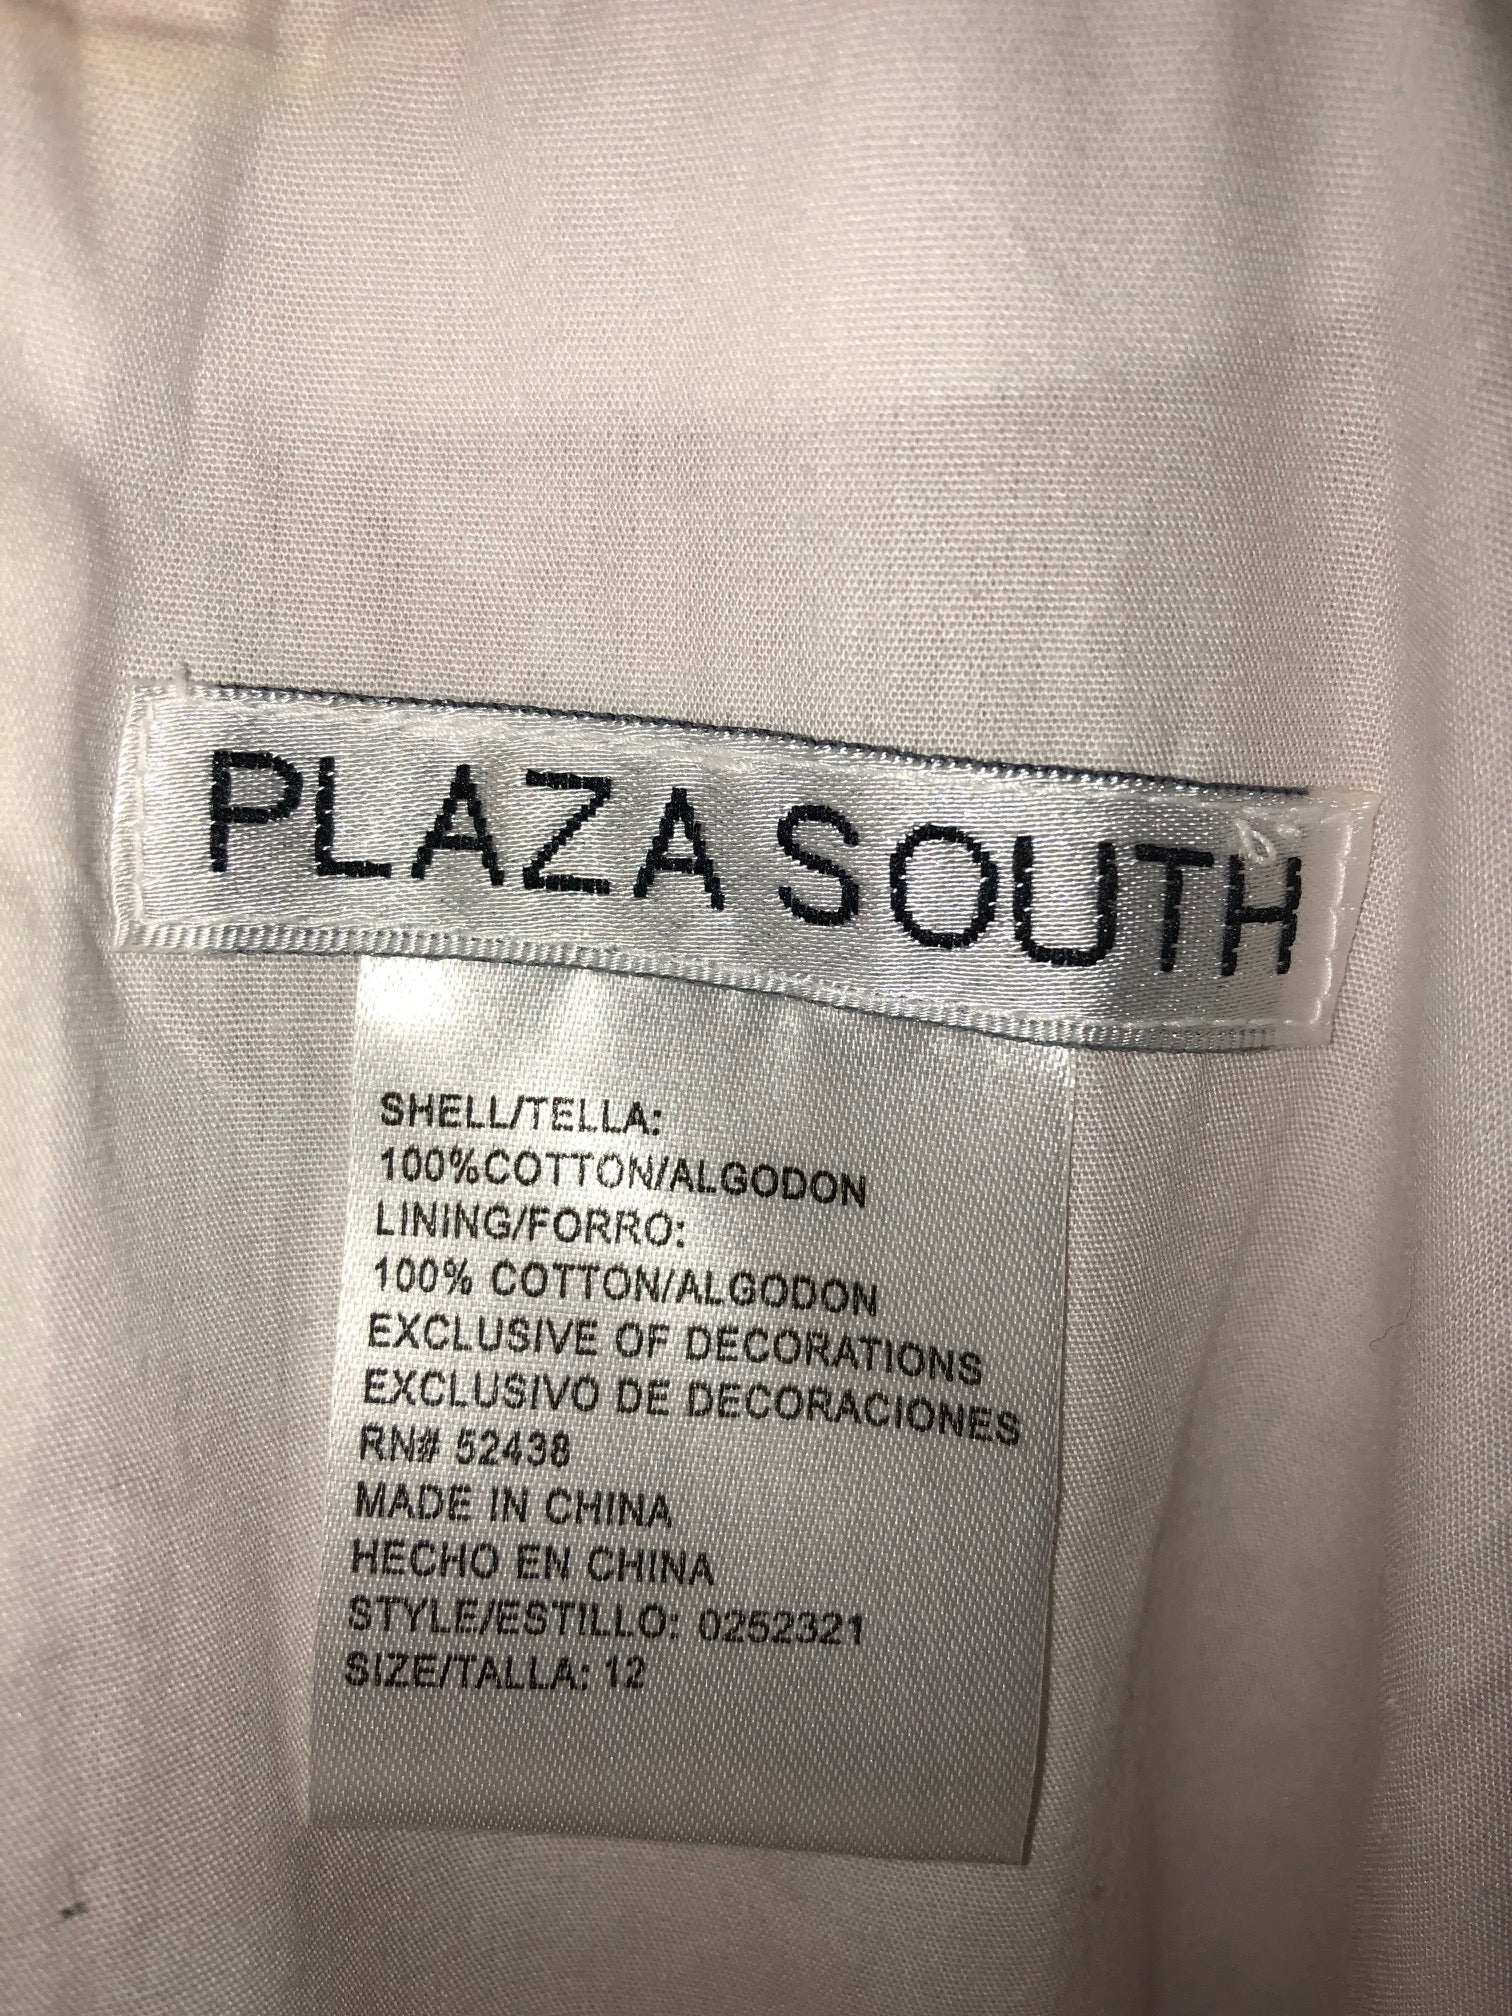 PLAZA SOUTH
SHELL/TELLA:
100%COTTON/ALGODON
LINING/FORRO:
100% COTTON/ALGODON
EXCLUSIVE OF DECORATIONS
EXCLUSIVO DE DECORACIONES
RN# 52438
MADE IN CHINA
HECHO EN CHINA
STYLE/ESTILLO: 0252321
SIZE/TALLA: 12